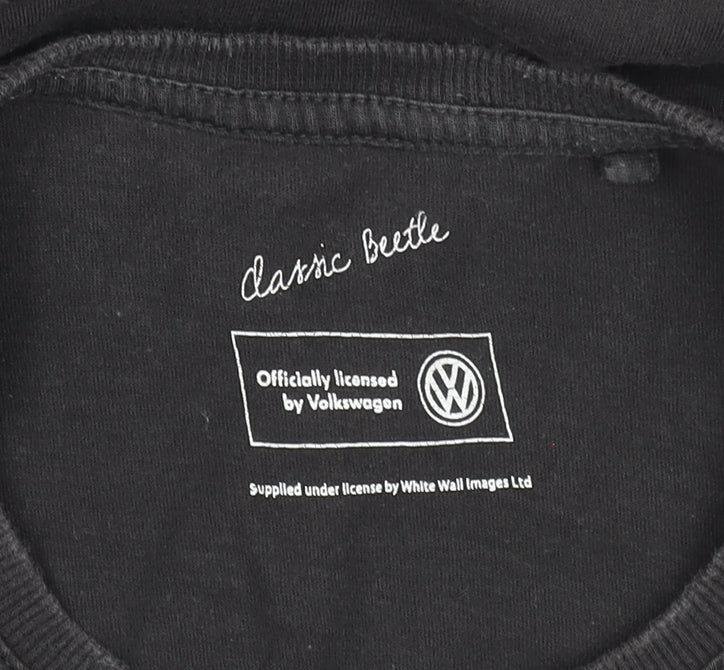 Classic Beetle
Officially licensed
by Volkswagen
Supplied under license by White Wall Images Ltd